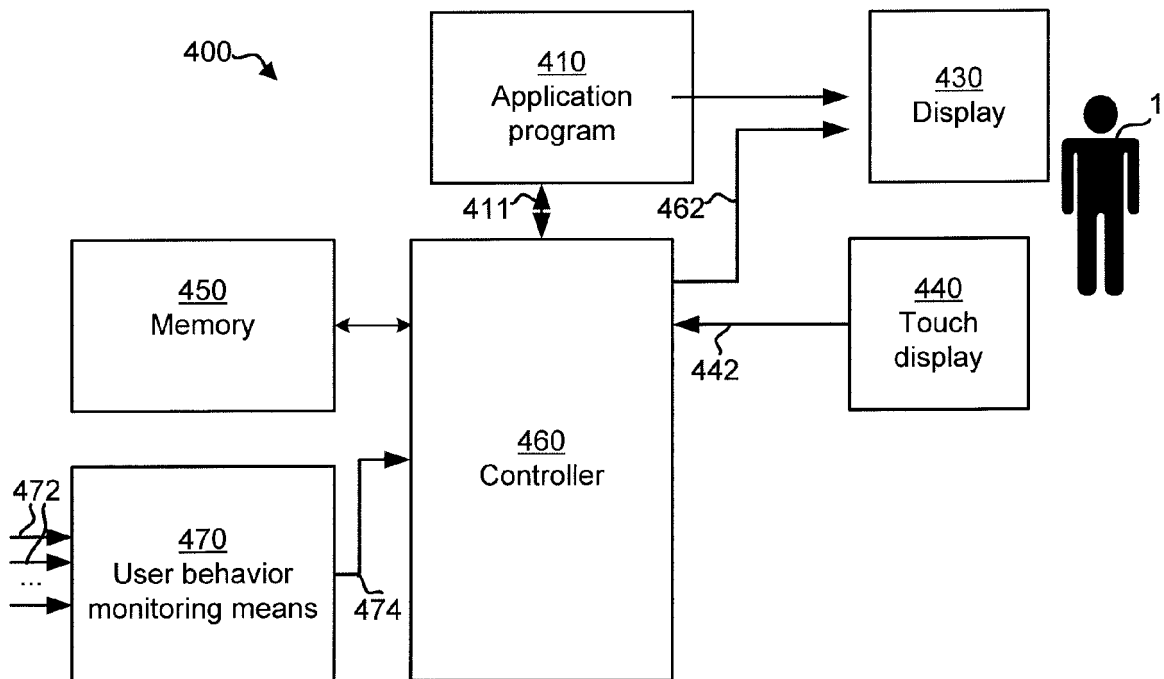 400
410
Application
program
430
Display
1
411
462
450
Memory
440
Touch
display
442
460
Controller
472
...
470
User behavior
monitoring means
474